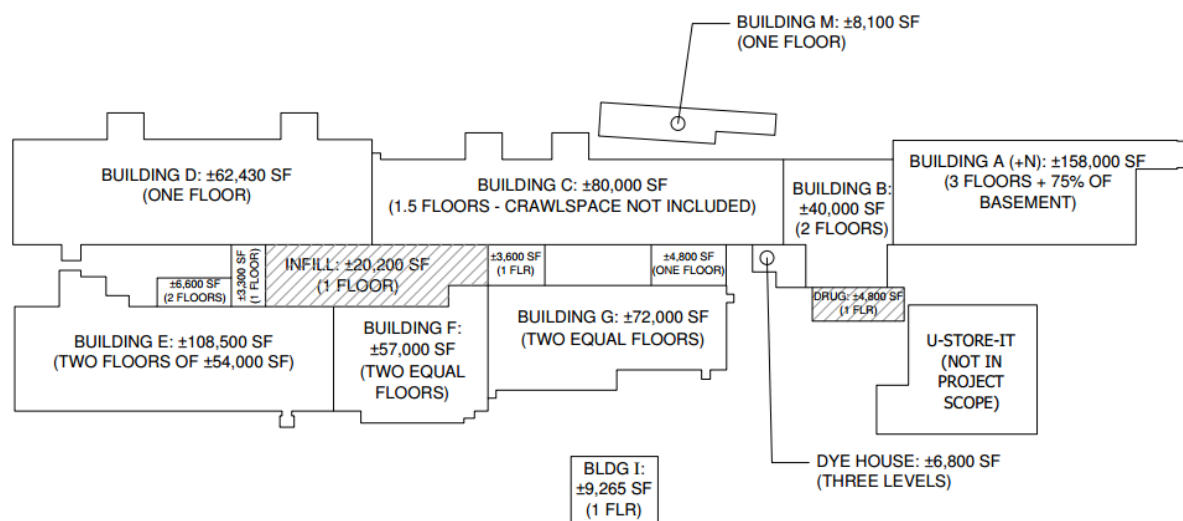 BUILDING M: ±8,100 SF
(ONE FLOOR)
BUILDING D: ±62,430 SF
(ONE FLOOR)
BUILDING C: ±80,000 SF
(1.5 FLOORS - CRAWLSPACE NOT INCLUDED)
BUILDING B:
±40,000 SF
(2 FLOORS)
BUILDING A (+N): ±158,000 SF
(3 FLOORS + 75% OF
BASEMENT)
±6,600 SF
(2 FLOORS)
±3,300 SF
(1 FLOOR)
INFILL: ±20,200 SF
(1 FLOOR)
±3,600 SF
(1 FLR)
±4,800 SF
(ONE FLOOR)
DRUG: ±4,800 SF
(1 FLR)
BUILDING E: ±108,500 SF
(TWO FLOORS OF ±54,000 SF)
BUILDING F:
±57,000 SF
(TWO EQUAL
FLOORS)
BUILDING G: ±72,000 SF
(TWO EQUAL FLOORS)
U-STORE-IT
(NOT IN
PROJECT
SCOPE)
DYE HOUSE: ±6,800 SF
(THREE LEVELS)
BLDG I:
±9,265 SF
(1 FLR)